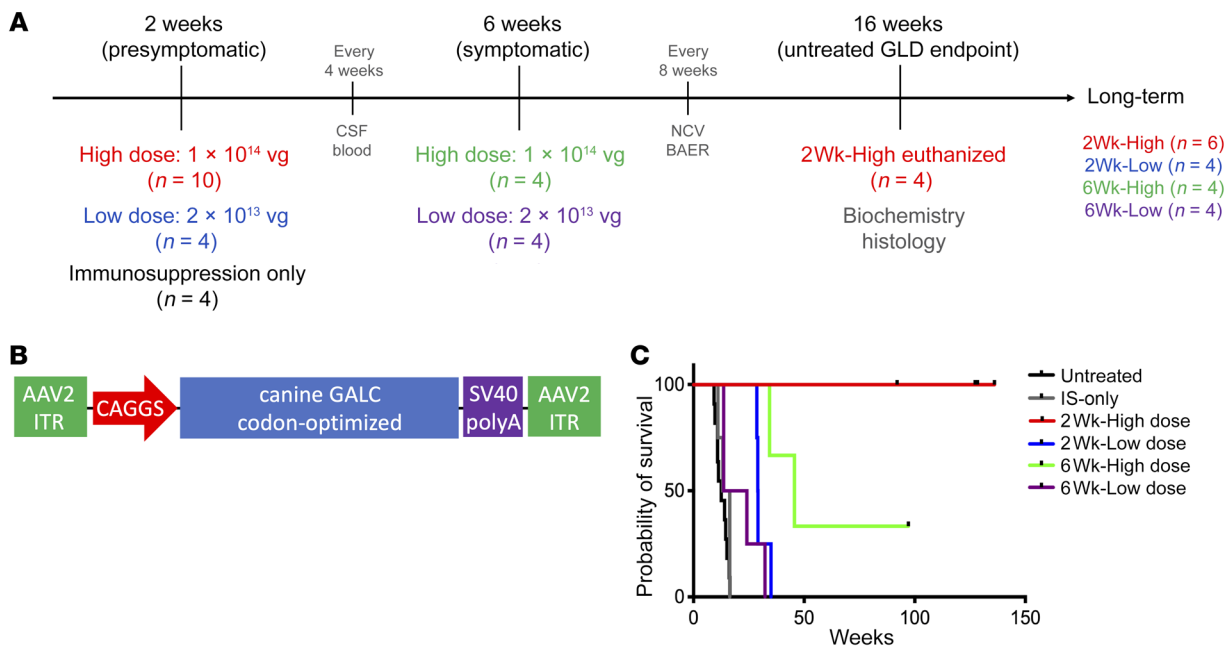 A
2 weeks
(presymptomatic)
Every
4 weeks
6 weeks
(symptomatic)
Every
8 weeks
16 weeks
(untreated GLD endpoint)
Long-term
CSF
blood
NCV
BAER
High dose: 1 × 10¹⁴ vg
(n = 10)
Low dose: 2 × 10¹³ vg
(n = 4)
Immunosuppression only
(n = 4)
High dose: 1 × 10¹⁴ vg
(n = 4)
Low dose: 2 × 10¹³ vg
(n = 4)
2Wk-High euthanized
(n = 4)
Biochemistry
histology
2Wk-High (n = 6)
2Wk-Low (n = 4)
6Wk-High (n = 4)
6Wk-Low (n = 4)
B
AAV2
ITR
CAGGS
canine GALC
codon-optimized
SV40
polyA
AAV2
ITR
C
Probability of survival
100
50
0
0
50
100
150
Weeks
Untreated
IS-only
2Wk-High dose
2Wk-Low dose
6Wk-High dose
6Wk-Low dose